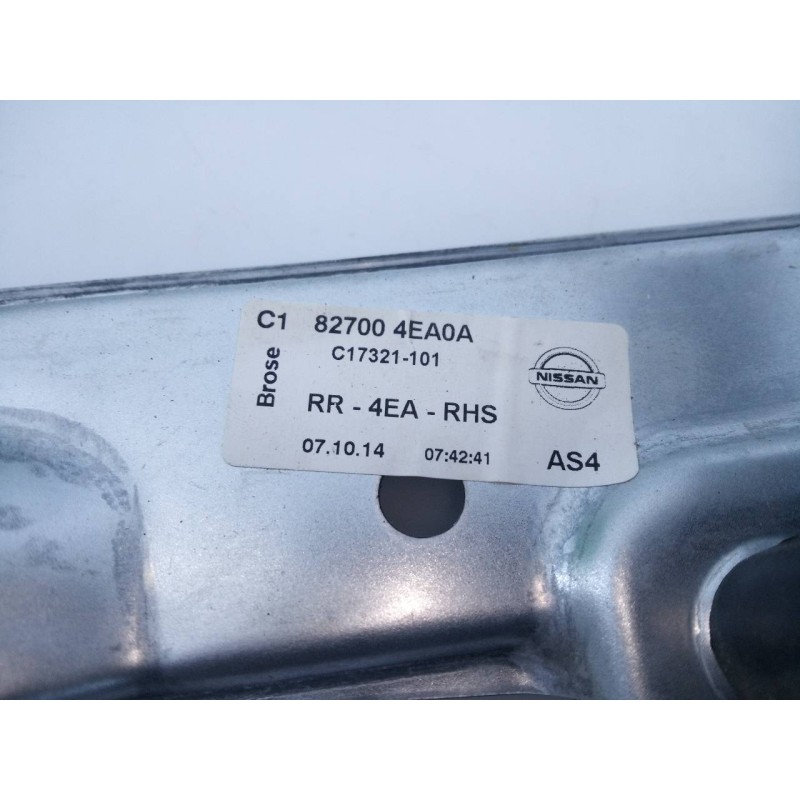 C1 82700 4EA0A
C17321-101
Brose
NISSAN
RR - 4EA - RHS
07.10.14 07:42:41 AS4